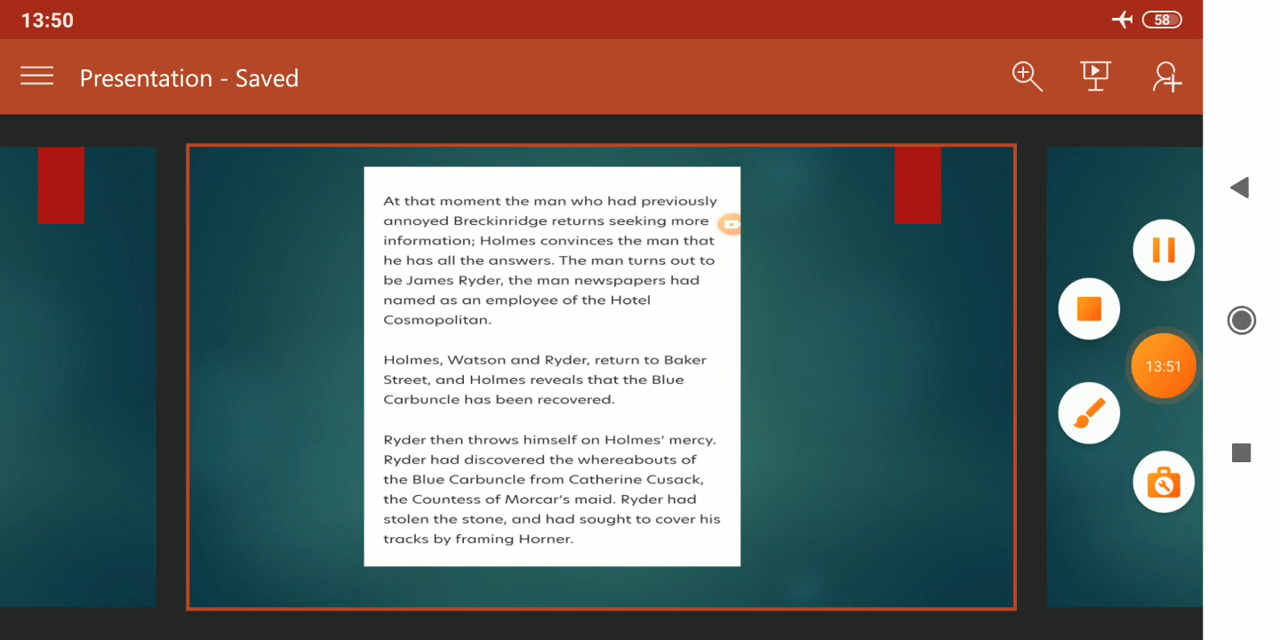 13:50
58
Presentation - Saved
At that moment the man who had previously
annoyed Breckinridge returns seeking more
information; Holmes convinces the man that
he has all the answers. The man turns out to
be James Ryder, the man newspapers had
named as an employee of the Hotel
Cosmopolitan.
Holmes, Watson and Ryder, return to Baker
Street, and Holmes reveals that the Blue
Carbuncle has been recovered.
Ryder then throws himself on Holmes’ mercy.
Ryder had discovered the whereabouts of
the Blue Carbuncle from Catherine Cusack,
the Countess of Morcar’s maid. Ryder had
stolen the stone, and had sought to cover his
tracks by framing Horner.
13:51